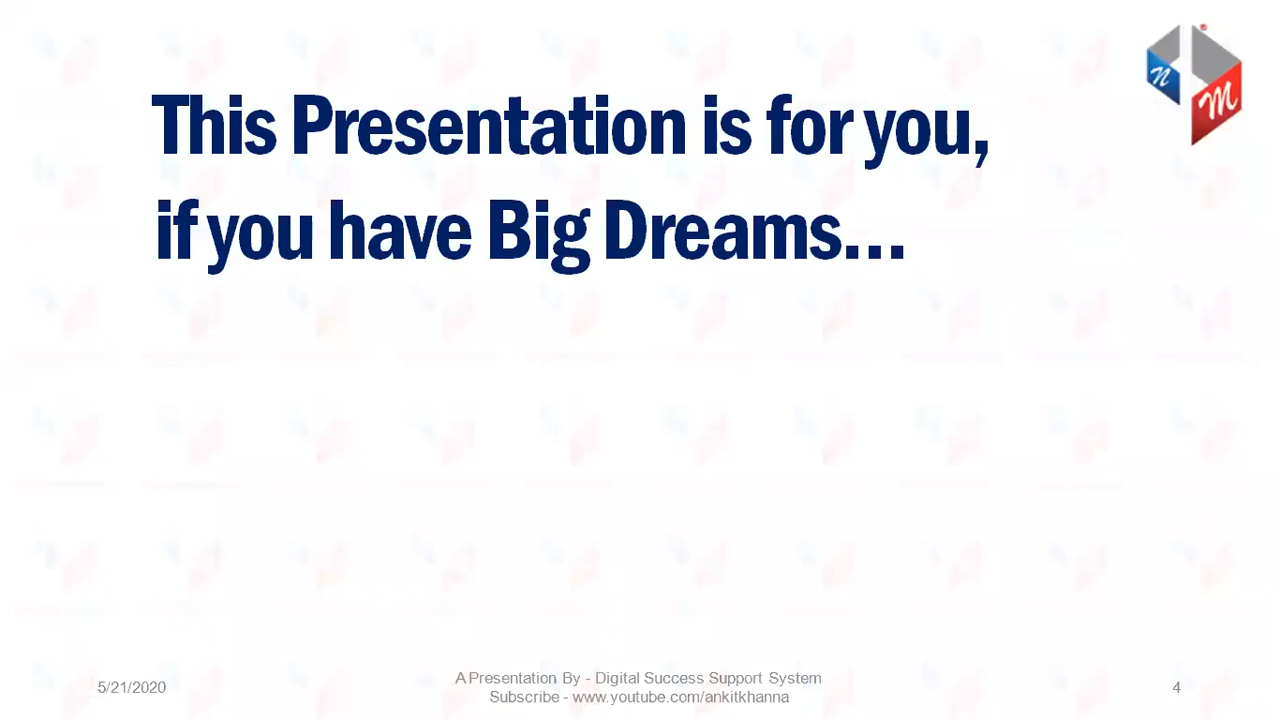 n
M
This Presentation is for you,
if you have Big Dreams...
5/21/2020
A Presentation By - Digital Success Support System
Subscribe - www.youtube.com/ankitkhanna
4